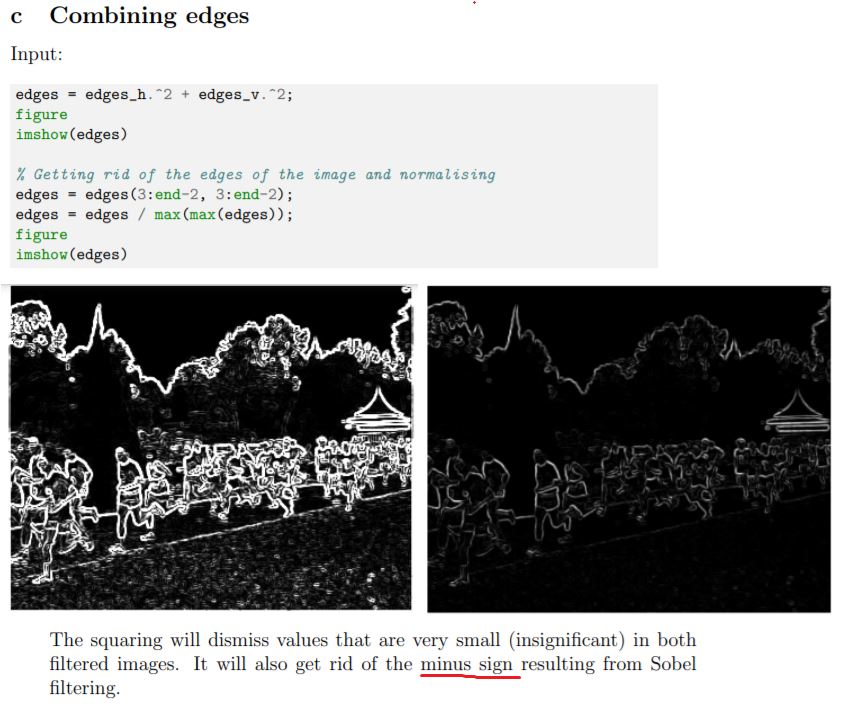 c Combining edges
Input:
edges = edges_h.^2 + edges_v.^2;
figure
imshow(edges)
% Getting rid of the edges of the image and normalising
edges = edges(3:end-2, 3:end-2);
edges = edges / max(max(edges));
figure
imshow(edges)
The squaring will dismiss values that are very small (insignificant) in both
filtered images. It will also get rid of the minus sign resulting from Sobel
filtering.